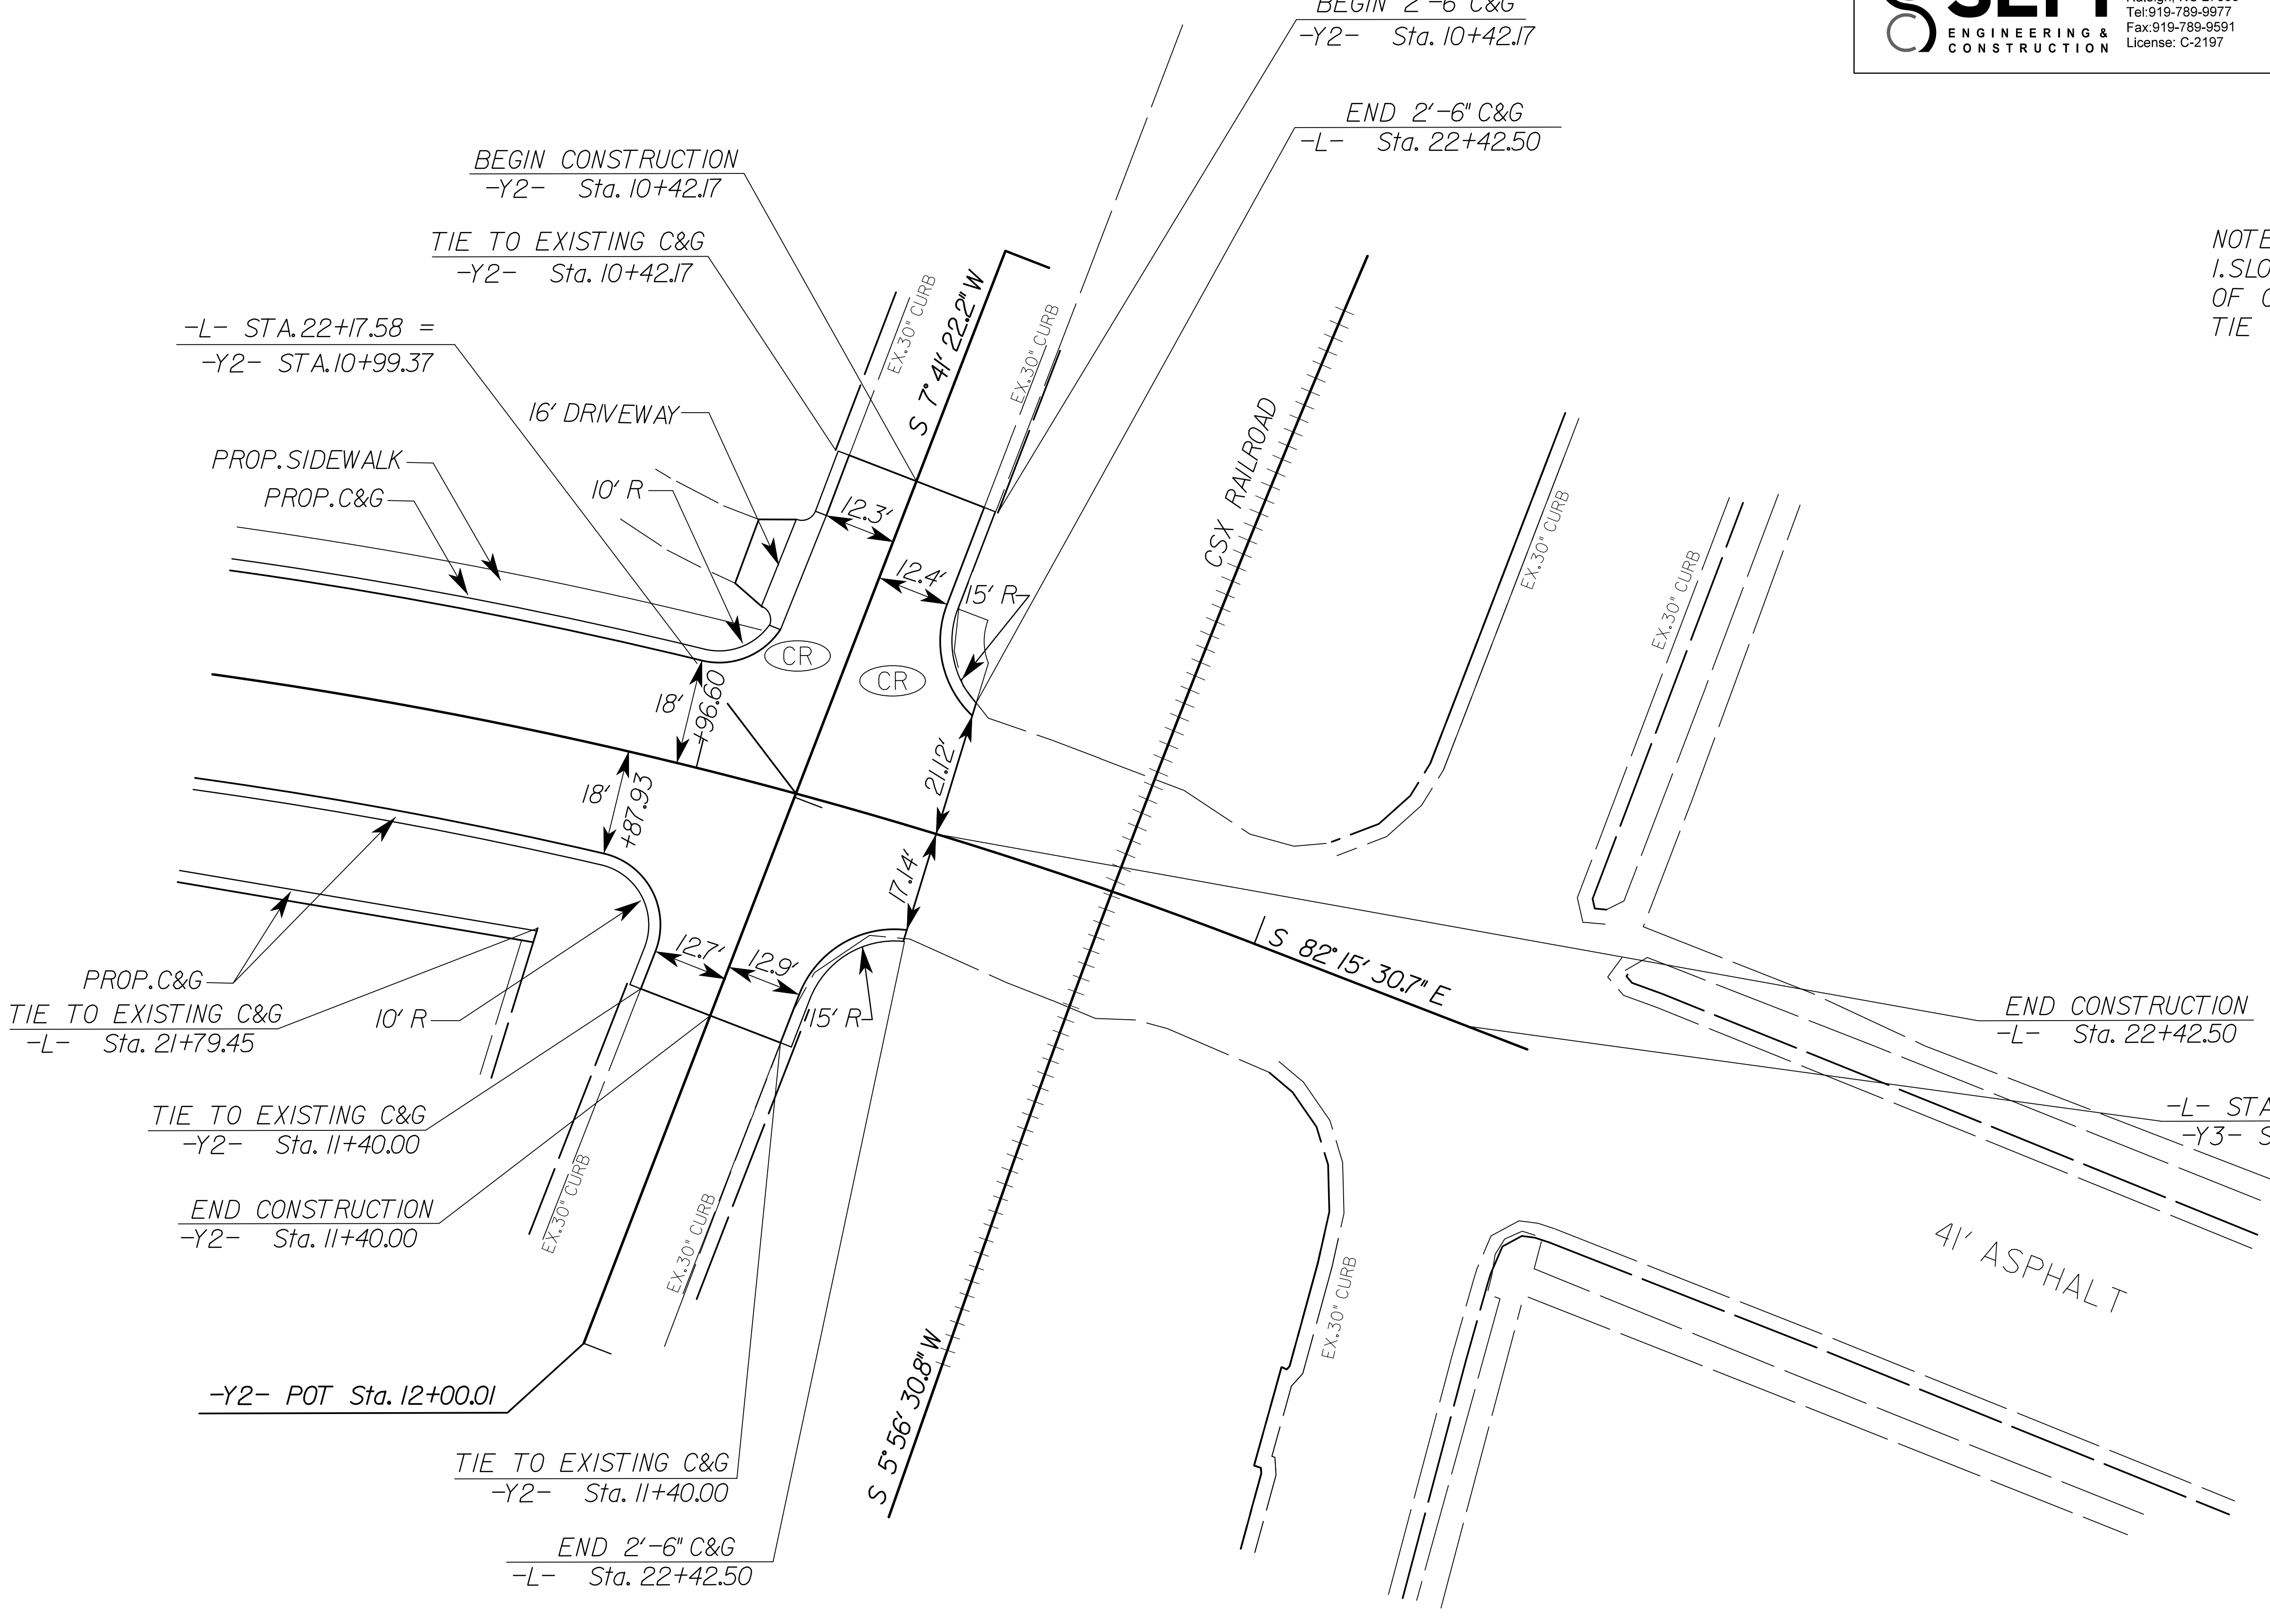 BEGIN 2'-6" C&G
-Y2- Sta. 10+42.17
ENGINEERING &
CONSTRUCTION
Tel:919-789-9977
Fax:919-789-9591
License: C-2197
END 2'-6" C&G
-L- Sta. 22+42.50
BEGIN CONSTRUCTION
-Y2- Sta. 10+42.17
TIE TO EXISTING C&G
-Y2- Sta. 10+42.17
NOTE
1. SLO
OF
TIE
-L- STA. 22+17.58 =
-Y2- STA. 10+99.37
EX. 30" CURB
S 7° 41' 22.2" W
EX. 30" CURB
16' DRIVEWAY
PROP. SIDEWALK
PROP. C&G
10' R
12.3'
12.4'
15' R
CSX RAILROAD
EX. 30" CURB
EX. 30" CURB
CR
CR
18'
+96.60
18'
+87.93
21.12'
17.14'
12.7'
12.9'
15' R
S 82° 15' 30.7" E
PROP. C&G
TIE TO EXISTING C&G
-L- Sta. 21+79.45
10' R
END CONSTRUCTION
-L- Sta. 22+42.50
TIE TO EXISTING C&G
-Y2- Sta. 11+40.00
-L- STA
-Y3- S
END CONSTRUCTION
-Y2- Sta. 11+40.00
EX. 30" CURB
EX. 30" CURB
EX. 30" CURB
41' ASPHALT
-Y2- POT Sta. 12+00.01
S 5° 56' 30.8" W
TIE TO EXISTING C&G
-Y2- Sta. 11+40.00
END 2'-6" C&G
-L- Sta. 22+42.50